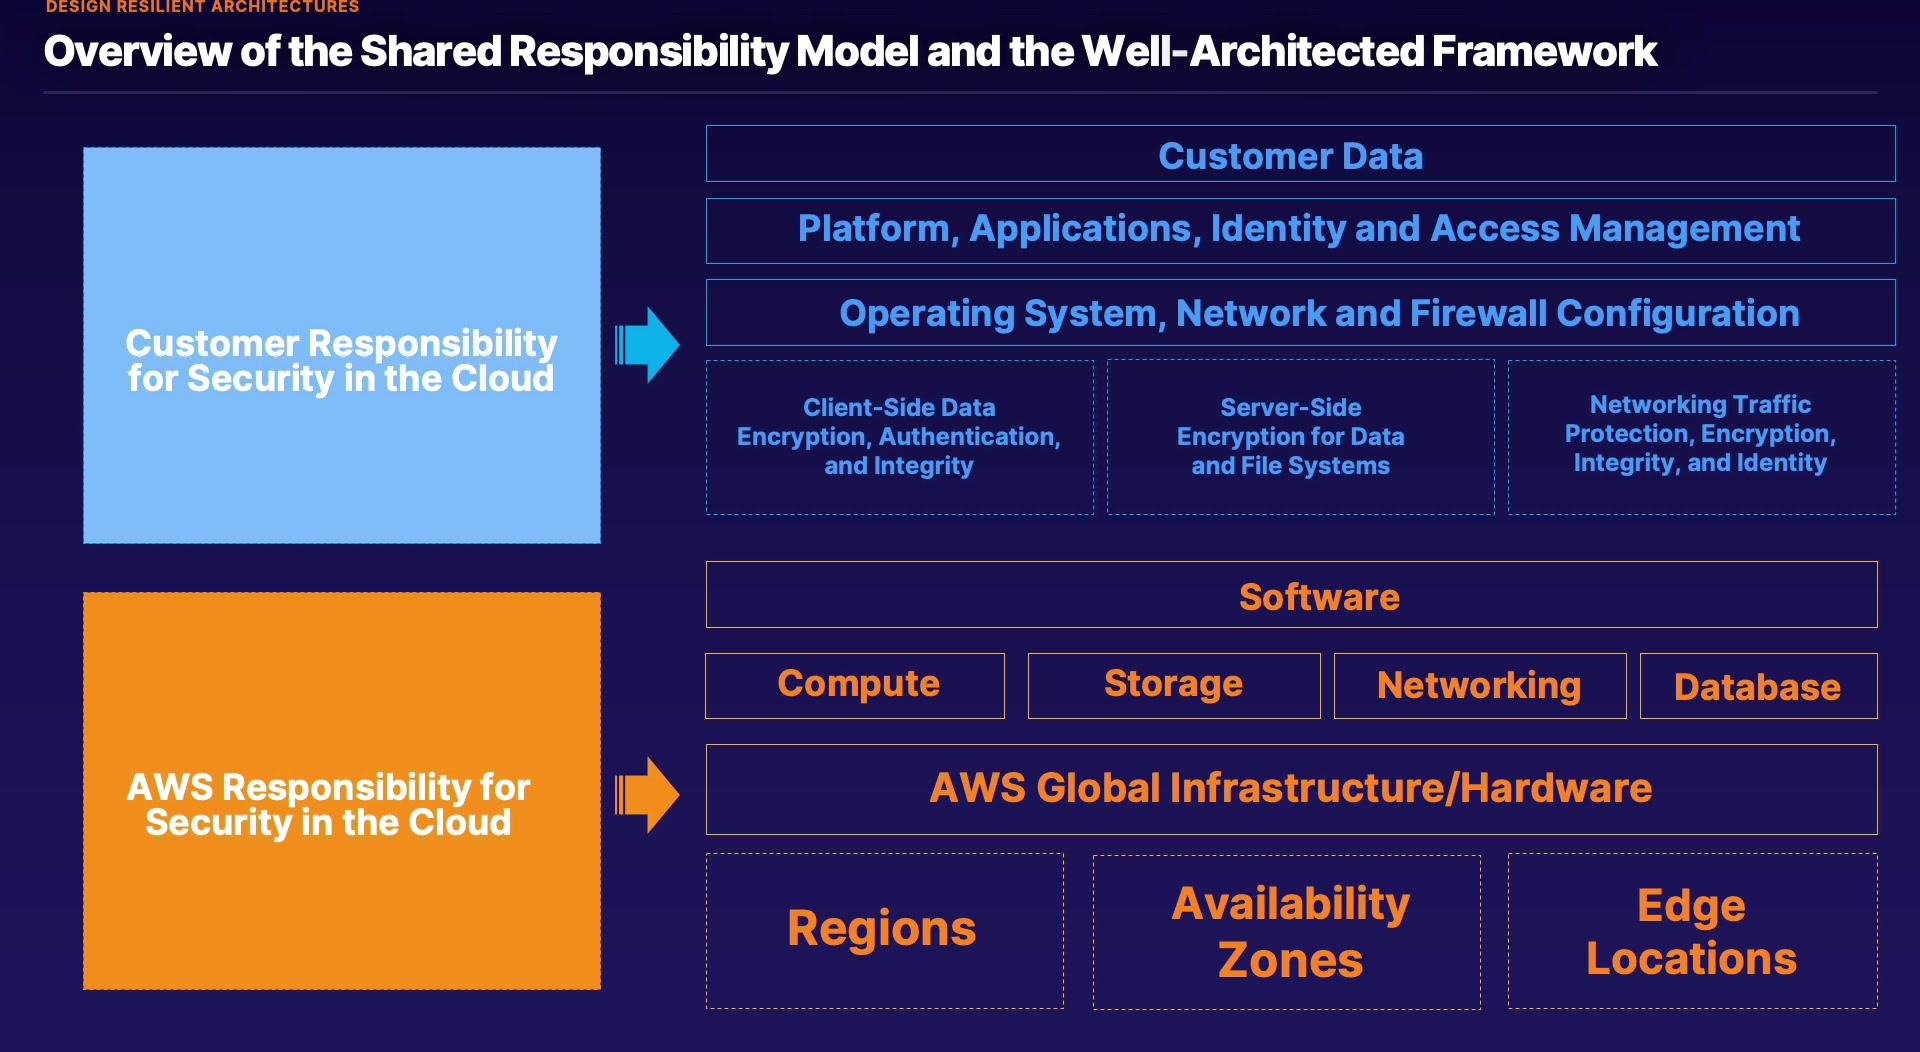 DESIGN RESILIENT ARCHITECTURES
Overview of the Shared Responsibility Model and the Well-Architected Framework
Customer Responsibility
for Security in the Cloud
Customer Data
Platform, Applications, Identity and Access Management
Operating System, Network and Firewall Configuration
Client-Side Data
Encryption, Authentication,
and Integrity
Server-Side
Encryption for Data
and File Systems
Networking Traffic
Protection, Encryption,
Integrity, and Identity
AWS Responsibility for
Security in the Cloud
Software
Compute
Storage
Networking
Database
AWS Global Infrastructure/Hardware
Regions
Availability
Zones
Edge
Locations